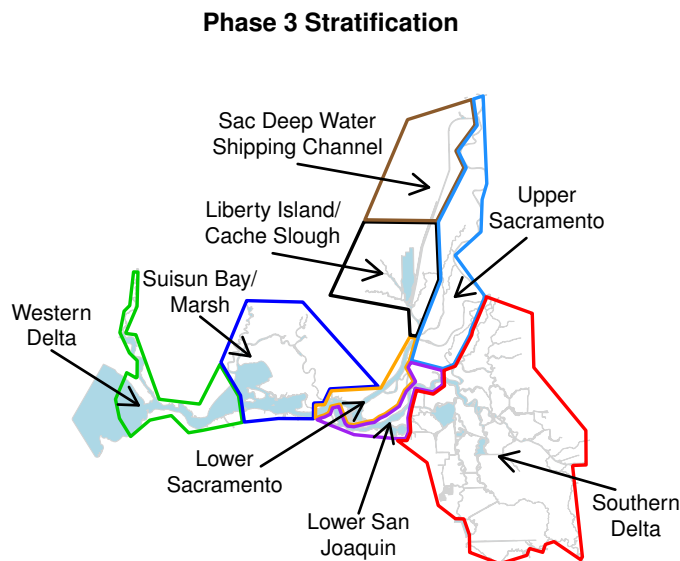 Phase 3 Stratification
Sac Deep Water
Shipping Channel
Liberty Island/
Cache Slough
Upper
Sacramento
Suisun Bay/
Marsh
Western
Delta
Lower
Sacramento
Lower San
Joaquin
Southern
Delta